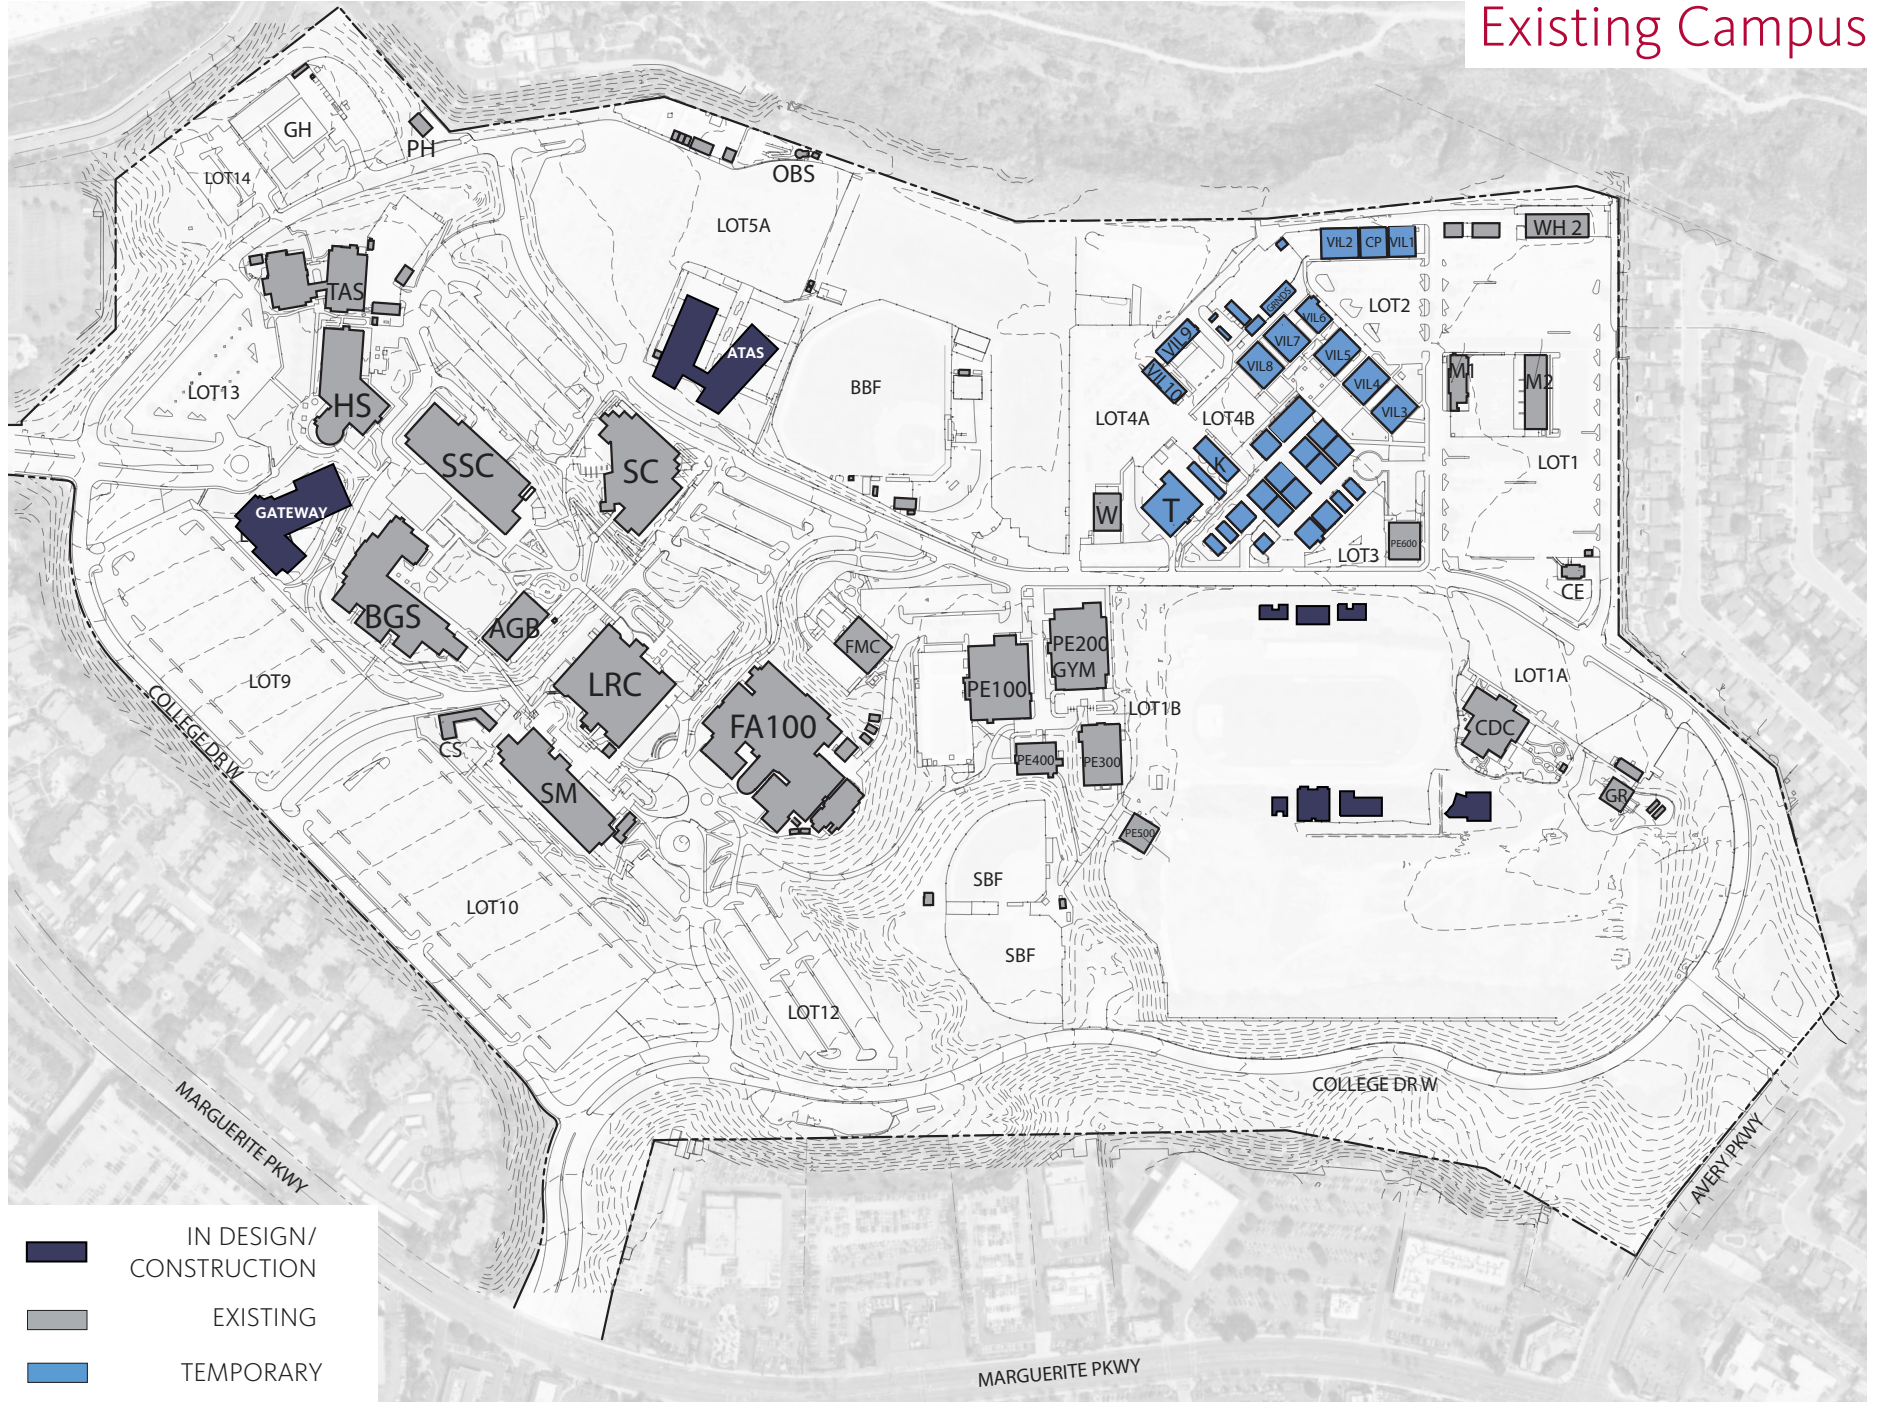 Existing Campus
GH
PH
LOT14
OBS
LOT5A
WH 2
VIL2
CP
VIL1
TAS
GRNDS
VIL6
LOT2
VIL9
VIL7
VIL5
VIL8
ATAS
VIL10
VIL4
M1
M2
BBF
LOT13
HS
VIL3
LOT4A
LOT4B
SSC
SC
K
LOT1
GATEWAY
W
T
PE600
LOT3
CE
BGS
AGB
FMC
PE200
GYM
LRC
LOT9
PE100
LOT1A
COLLEGE DR W
LOT1B
FA100
CDC
CS
PE400
PE300
SM
GR
PE500
SBF
LOT10
SBF
LOT12
COLLEGE DR W
MARGUERITE PKWY
AVERY PKWY
IN DESIGN/
CONSTRUCTION
EXISTING
TEMPORARY
MARGUERITE PKWY